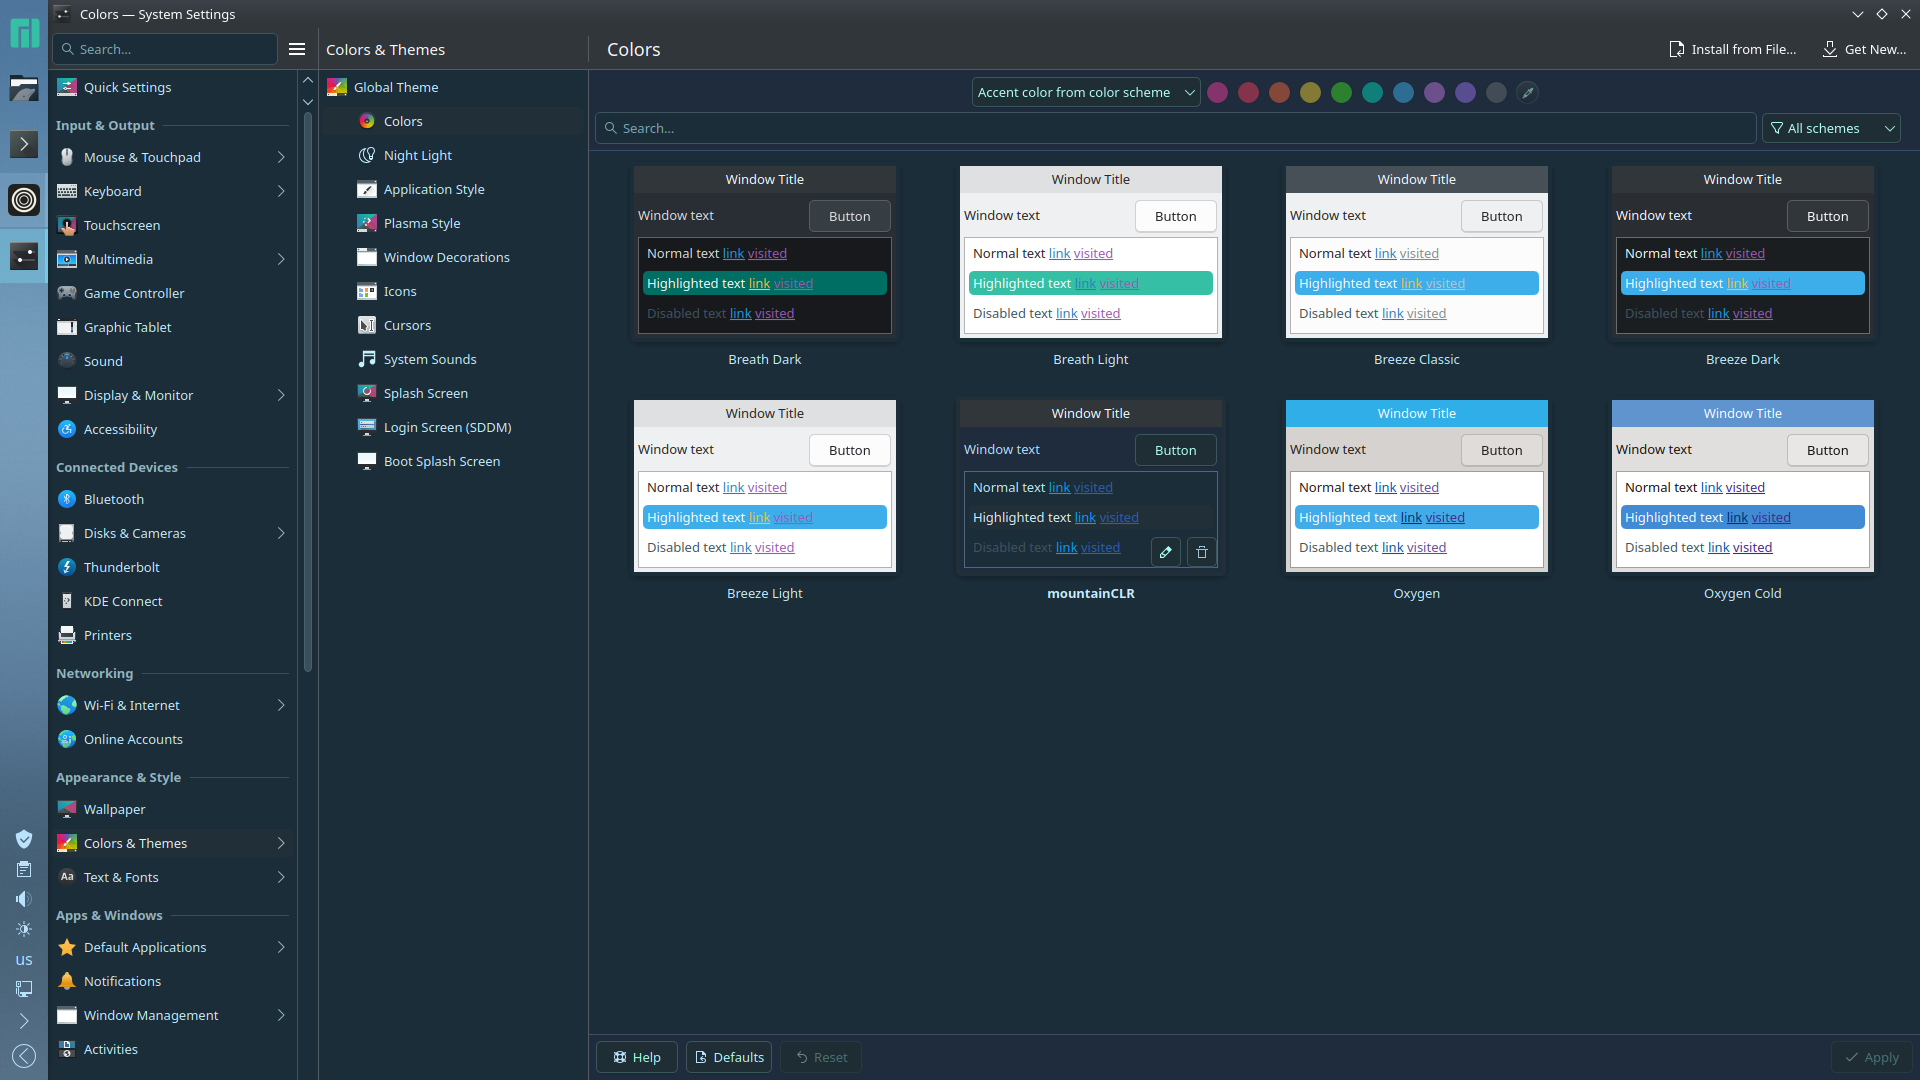 Colors — System Settings
Search...
Colors & Themes
Colors
Install from File...
Get New...
Quick Settings
Input & Output
Mouse & Touchpad
Keyboard
Touchscreen
Multimedia
Game Controller
Graphic Tablet
Sound
Display & Monitor
Accessibility
Connected Devices
Bluetooth
Disks & Cameras
Thunderbolt
KDE Connect
Printers
Networking
Wi-Fi & Internet
Online Accounts
Appearance & Style
Wallpaper
Colors & Themes
Aa
Text & Fonts
Apps & Windows
Default Applications
Notifications
Window Management
Activities
us
Global Theme
Colors
Night Light
Application Style
Plasma Style
Window Decorations
Icons
Cursors
System Sounds
Splash Screen
Login Screen (SDDM)
Boot Splash Screen
Accent color from color scheme
Search...
All schemes
Window Title
Window text
Button
Normal text link visited
Highlighted text link visited
Disabled text link visited
Breath Dark
Window Title
Window text
Button
Normal text link visited
Highlighted text link visited
Disabled text link visited
Breath Light
Window Title
Window text
Button
Normal text link visited
Highlighted text link visited
Disabled text link visited
Breeze Classic
Window Title
Window text
Button
Normal text link visited
Highlighted text link visited
Disabled text link visited
Breeze Dark
Window Title
Window text
Button
Normal text link visited
Highlighted text link visited
Disabled text link visited
Breeze Light
Window Title
Window text
Button
Normal text link visited
Highlighted text link visited
Disabled text link visited
mountainCLR
Window Title
Window text
Button
Normal text link visited
Highlighted text link visited
Disabled text link visited
Oxygen
Window Title
Window text
Button
Normal text link visited
Highlighted text link visited
Disabled text link visited
Oxygen Cold
Help
Defaults
Reset
Apply